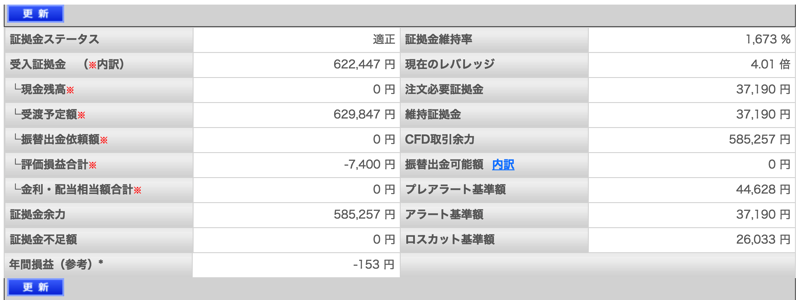 更 新
証拠金ステータス 適正 証拠金維持率 1,673 %
受入証拠金 （※内訳） 622,447 円 現在のレバレッジ 4.01 倍
└現金残高※ 0 円 注文必要証拠金 37,190 円
└受渡予定額※ 629,847 円 維持証拠金 37,190 円
└振替出金依頼額※ 0 円 CFD取引余力 585,257 円
└評価損益合計※ -7,400 円 振替出金可能額 内訳 0 円
└金利・配当相当額合計※ 0 円 プレアラート基準額 44,628 円
証拠金余力 585,257 円 アラート基準額 37,190 円
証拠金不足額 0 円 ロスカット基準額 26,033 円
年間損益（参考）* -153 円
更 新